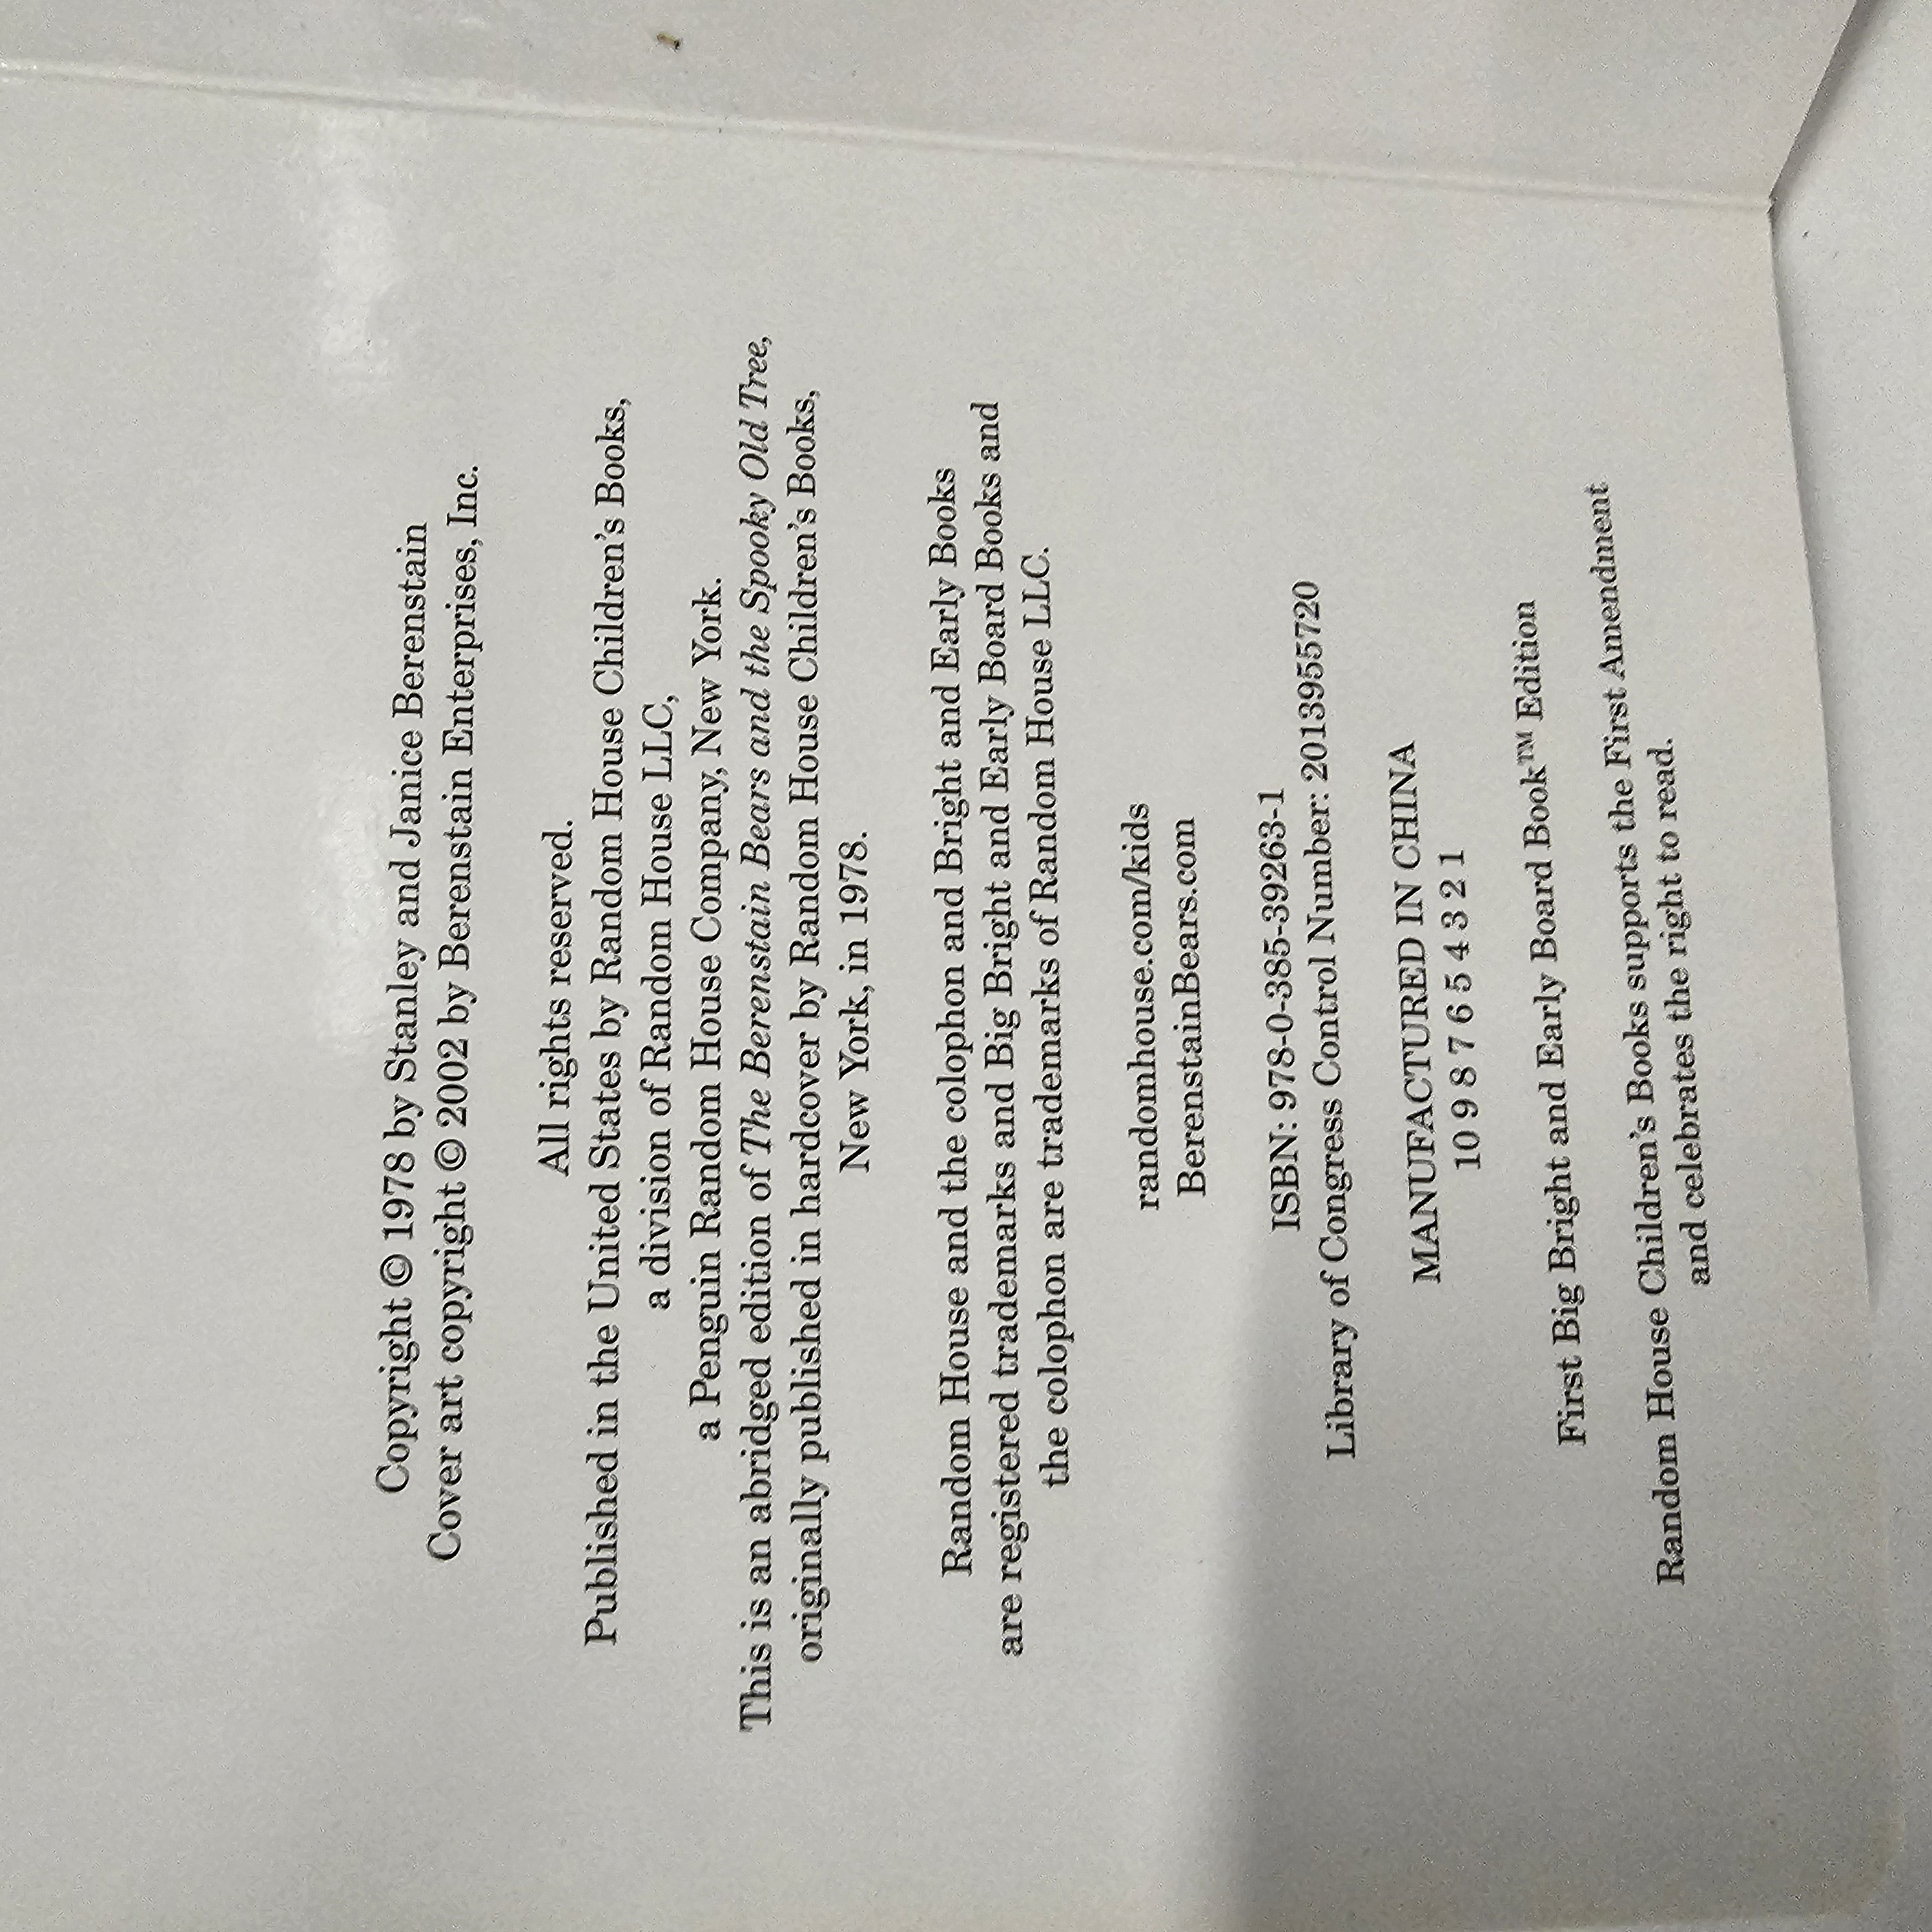 Copyright © 1978 by Stanley and Janice Berenstain
Cover art copyright © 2002 by Berenstain Enterprises, Inc.
All rights reserved.
Published in the United States by Random House Children's Books,
a division of Random House LLC,
a Penguin Random House Company, New York.
This is an abridged edition of The Berenstain Bears and the Spooky Old Tree,
originally published in hardcover by Random House Children's Books,
New York, in 1978.
Random House and the colophon and Bright and Early Books
are registered trademarks and Big Bright and Early Board Books and
the colophon are trademarks of Random House LLC.
randomhouse.com/kids
BerenstainBears.com
ISBN: 978-0-385-39263-1
Library of Congress Control Number: 2013955720
MANUFACTURED IN CHINA
10 9 8 7 6 5 4 3 2 1
First Big Bright and Early Board Book™ Edition
Random House Children's Books supports the First Amendment
and celebrates the right to read.